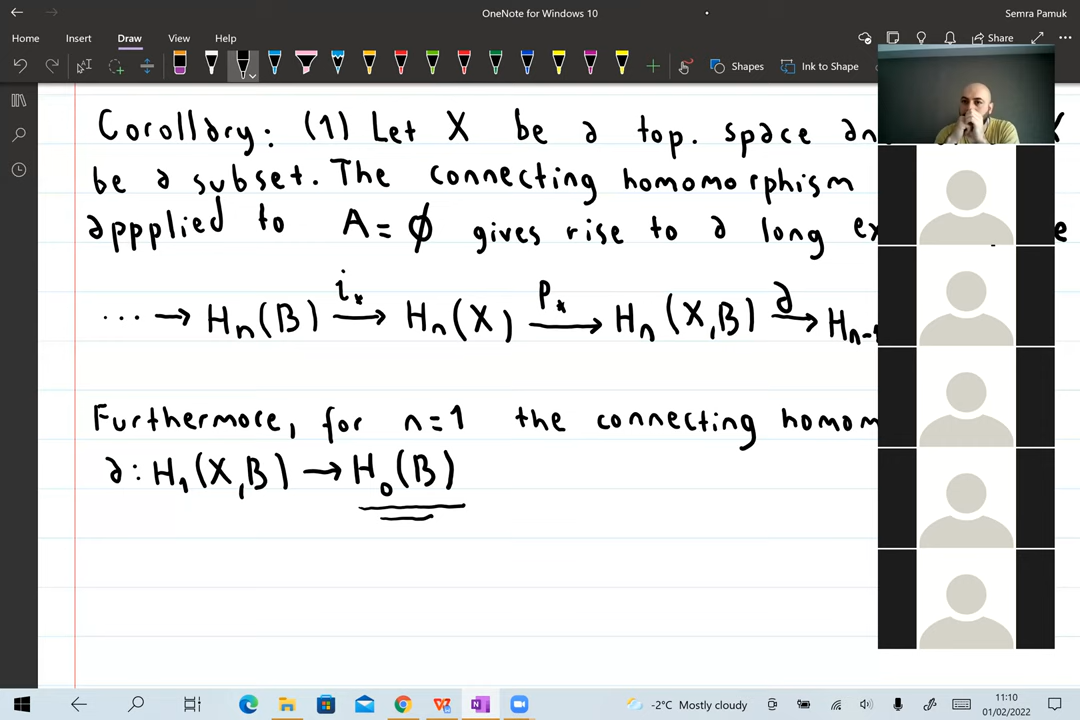 OneNote for Windows 10
Semra Pamuk
Home Insert Draw View Help
Share
Shapes
Ink to Shape
Corollary: (1) Let X be a top. space an X
be a subset. The connecting homomorphism
appplied to A = ∅ gives rise to a long ex e
... → Hn(B) i* → Hn(X) p* → Hn(X,B) ∂ → Hn-1
Furthermore, for n=1 the connecting homom
∂: H1(X,B) → H0(B)
-2°C Mostly cloudy
11:10
01/02/2022